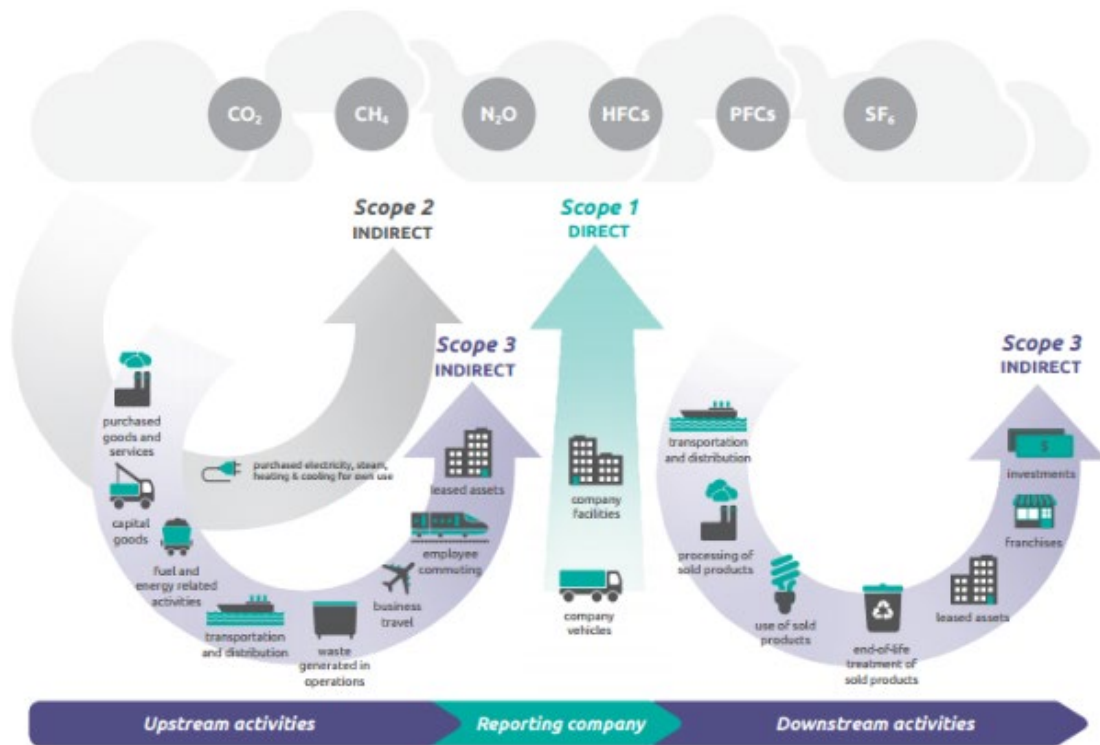 CO₂
CH₄
N₂O
HFCs
PFCs
SF₆
Scope 2
INDIRECT
Scope 1
DIRECT
Scope 3
INDIRECT
Scope 3
INDIRECT
purchased
goods and
services
capital
goods
fuel and
energy related
activities
transportation
and distribution
waste
generated in
operations
business
travel
employee
commuting
leased assets
purchased electricity, steam,
heating & cooling for own use
company
facilities
company
vehicles
transportation
and distribution
processing of
sold products
use of sold
products
end-of-life
treatment of
sold products
leased assets
franchises
investments
$
Upstream activities
Reporting company
Downstream activities